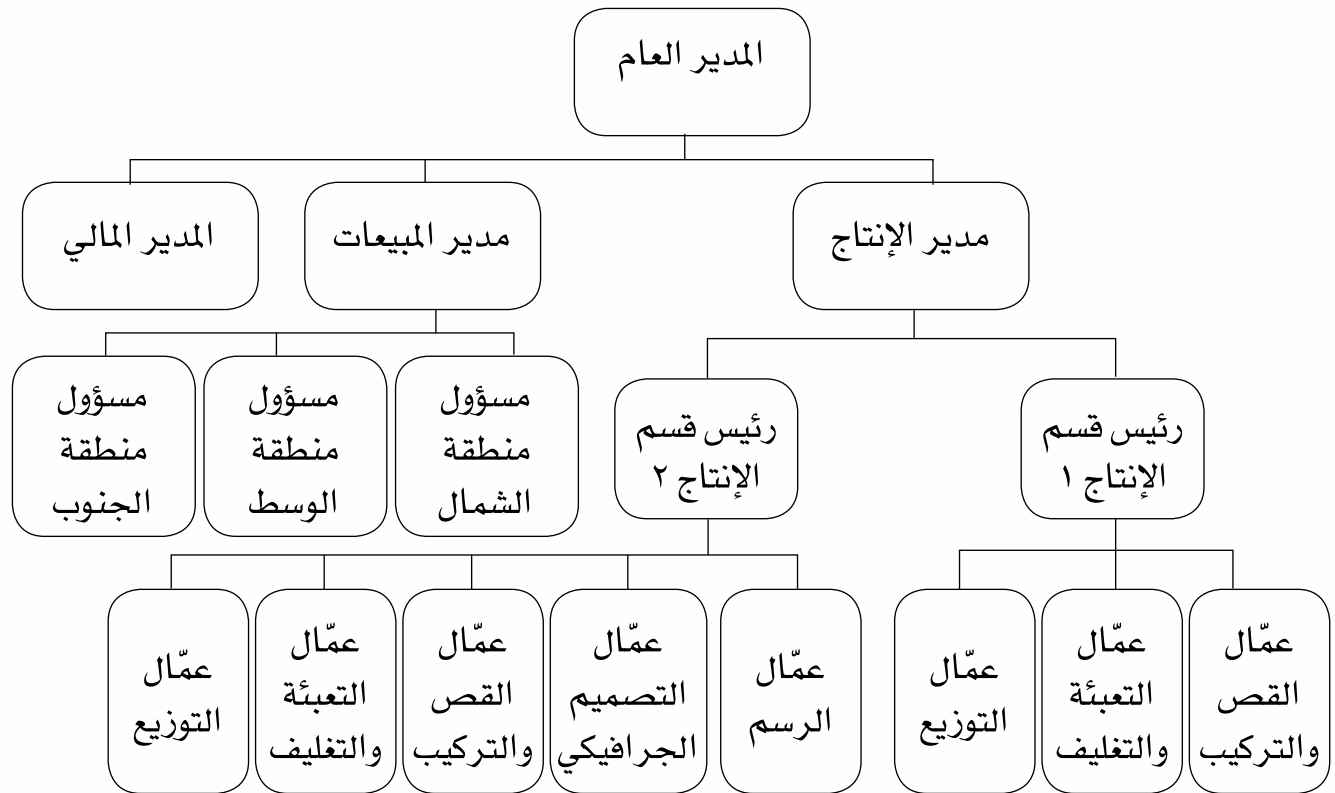 المدير العام
مدير الإنتاج
مدير المبيعات
المدير المالي
رئيس قسم
الإنتاج ١
رئيس قسم
الإنتاج ٢
مسؤول
منطقة
الشمال
مسؤول
منطقة
الوسط
مسؤول
منطقة
الجنوب
عمّال
القص
والتركيب
عمّال
التعبئة
والتغليف
عمّال
التوزيع
عمّال
الرسم
عمّال
التصميم
الجرافيكي
عمّال
القص
والتركيب
عمّال
التعبئة
والتغليف
عمّال
التوزيع